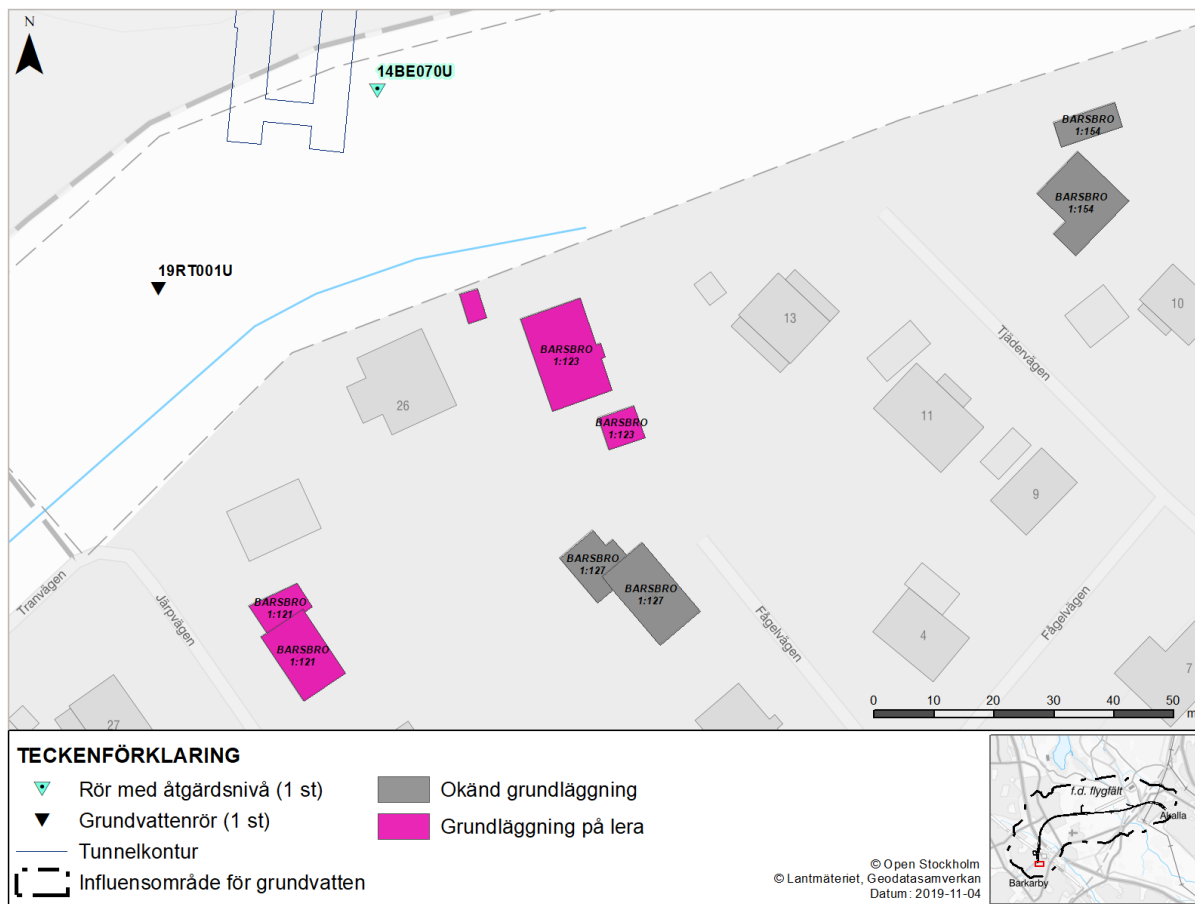 N
14BE070U
19RT001U
BARSBRO
1:154
BARSBRO
1:154
BARSBRO
1:123
BARSBRO
1:123
BARSBRO
1:127
BARSBRO
1:127
BARSBRO
1:121
BARSBRO
1:121
13
10
26
11
9
4
7
27
Tjädervägen
Fågelvägen
Fågelvägen
Tranvägen
Järpvägen
0 10 20 30 40 50
m
TECKENFÖRKLARING
Rör med åtgärdsnivå (1 st)
Grundvattenrör (1 st)
Tunnelkontur
Influensområde för grundvatten
Okänd grundläggning
Grundläggning på lera
© Open Stockholm
© Lantmäteriet, Geodatasamverkan
Datum: 2019-11-04
f.d. flygfält
Akalla
Barkarby